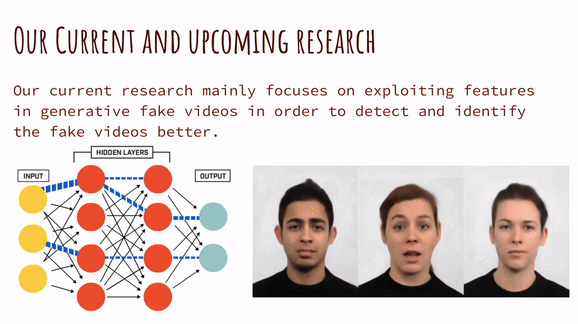 Our Current and upcoming research
Our current research mainly focuses on exploiting features
in generative fake videos in order to detect and identify
the fake videos better.
HIDDEN LAYERS
INPUT
OUTPUT